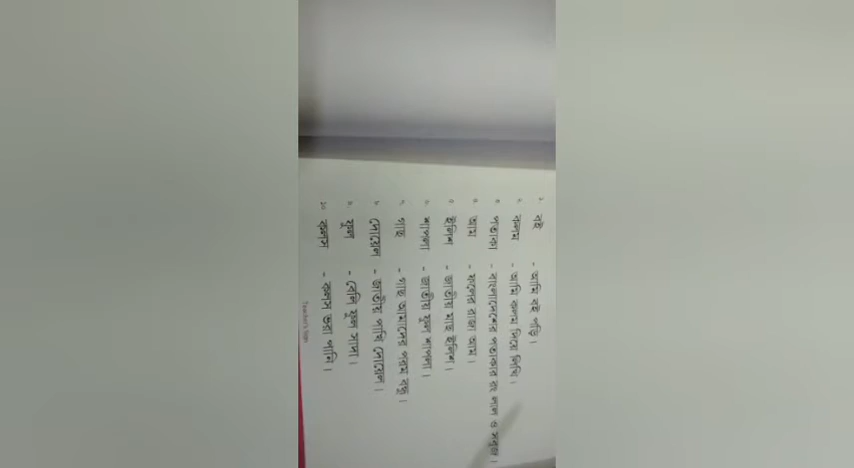 ১. বই - আমি বই পড়ি।
২. কলম - আমি কলম দিয়ে লিখি।
৩. পতাকা - বাংলাদেশের পতাকার রং লাল ও সবুজ।
৪. আম - ফলের রাজা আম।
৫. ইলিশ - জাতীয় মাছ ইলিশ।
৬. শাপলা - জাতীয় ফুল শাপলা।
৭. গাছ - গাছ আমাদের পরম বন্ধু।
৮. দোয়েল - জাতীয় পাখি দোয়েল।
৯. ফুল - বেলি ফুল সাদা।
১০. কলস - কলস ভরা পানি।